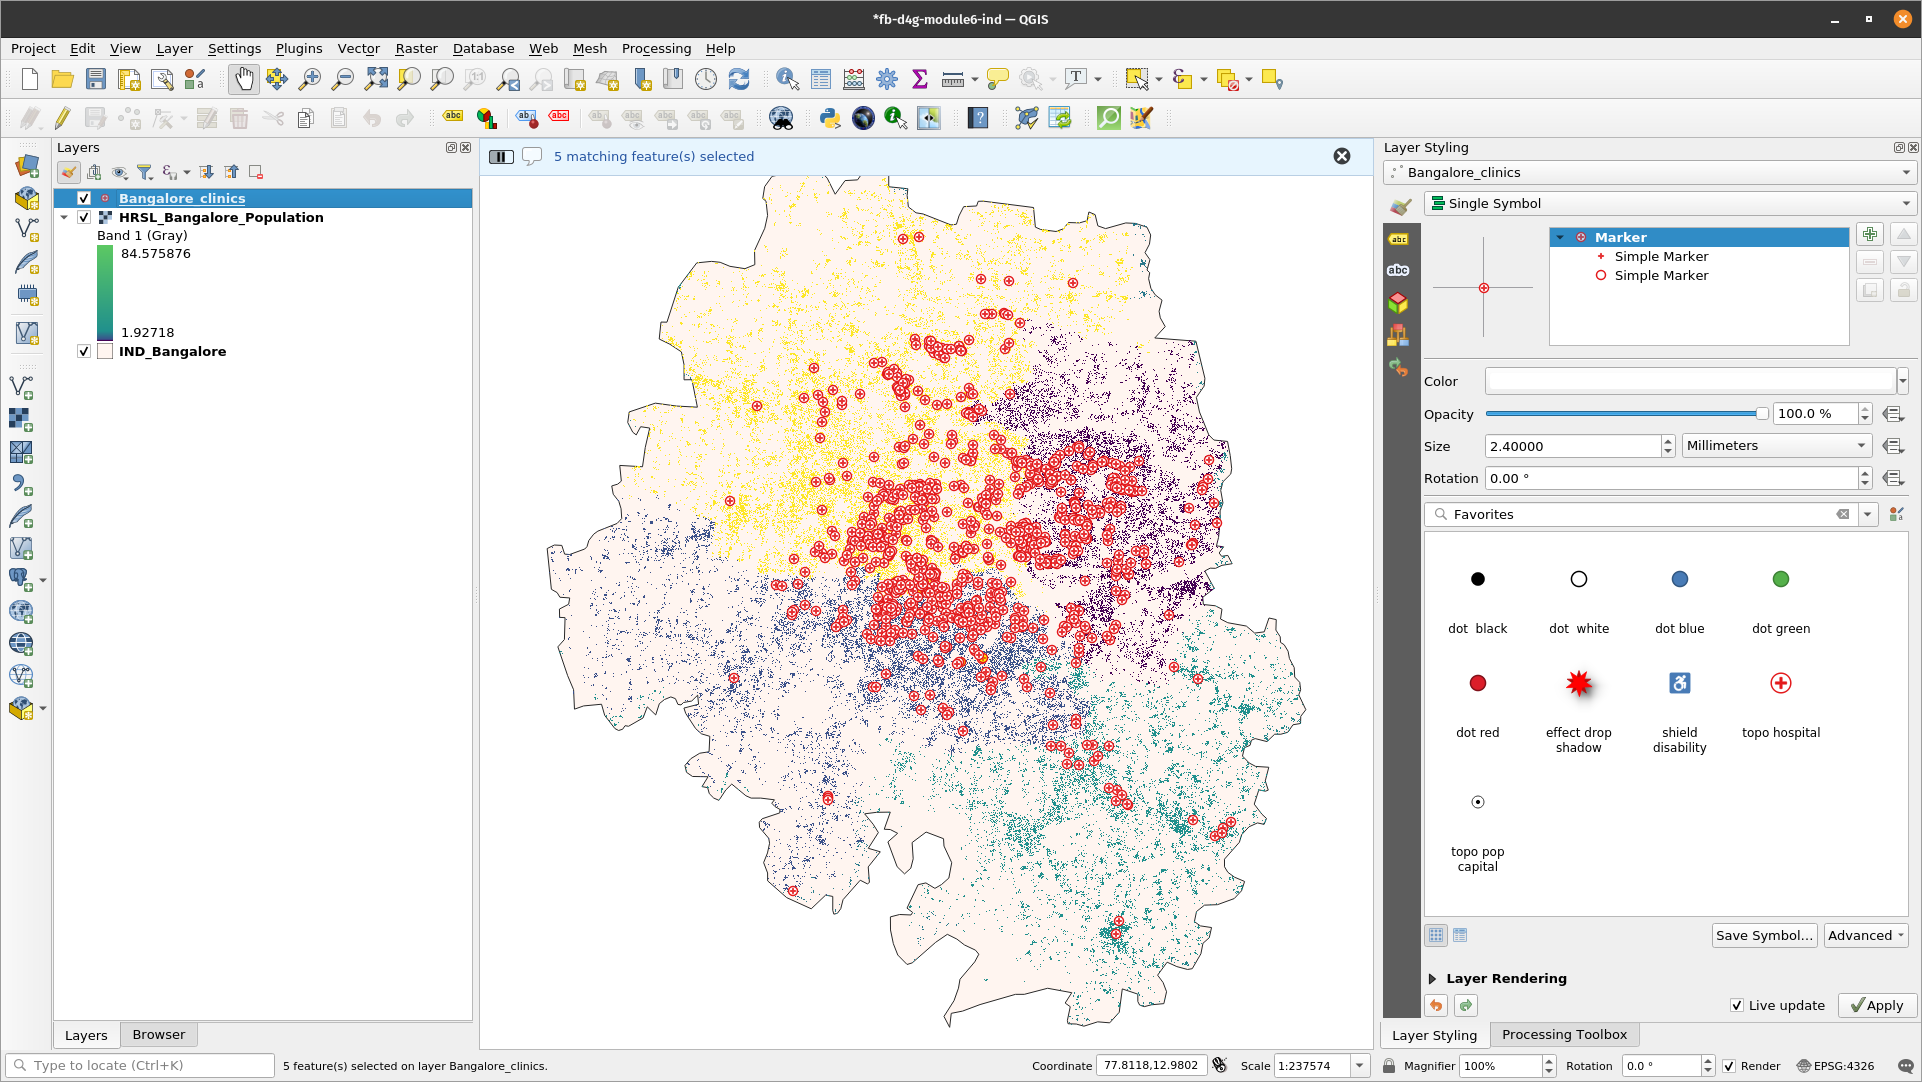 *fb-d4g-module6-ind — QGIS
Project Edit View Layer Settings Plugins Vector Raster Database Web Mesh Processing Help
Layers
5 matching feature(s) selected
Layer Styling
Bangalore_clinics
HRSL_Bangalore_Population
Band 1 (Gray)
84.575876
1.92718
IND_Bangalore
Bangalore_clinics
Single Symbol
Marker
Simple Marker
Simple Marker
Color
Opacity 100.0 %
Size 2.40000 Millimeters
Rotation 0.00 °
Favorites
dot black
dot white
dot blue
dot green
dot red
effect drop
shadow
shield
disability
topo hospital
topo pop
capital
Save Symbol... Advanced
Layer Rendering
Live update Apply
Layers Browser
Layer Styling Processing Toolbox
Type to locate (Ctrl+K) 5 feature(s) selected on layer Bangalore_clinics. Coordinate 77.8118,12.9802 Scale 1:237574 Magnifier 100% Rotation 0.0 ° Render EPSG:4326